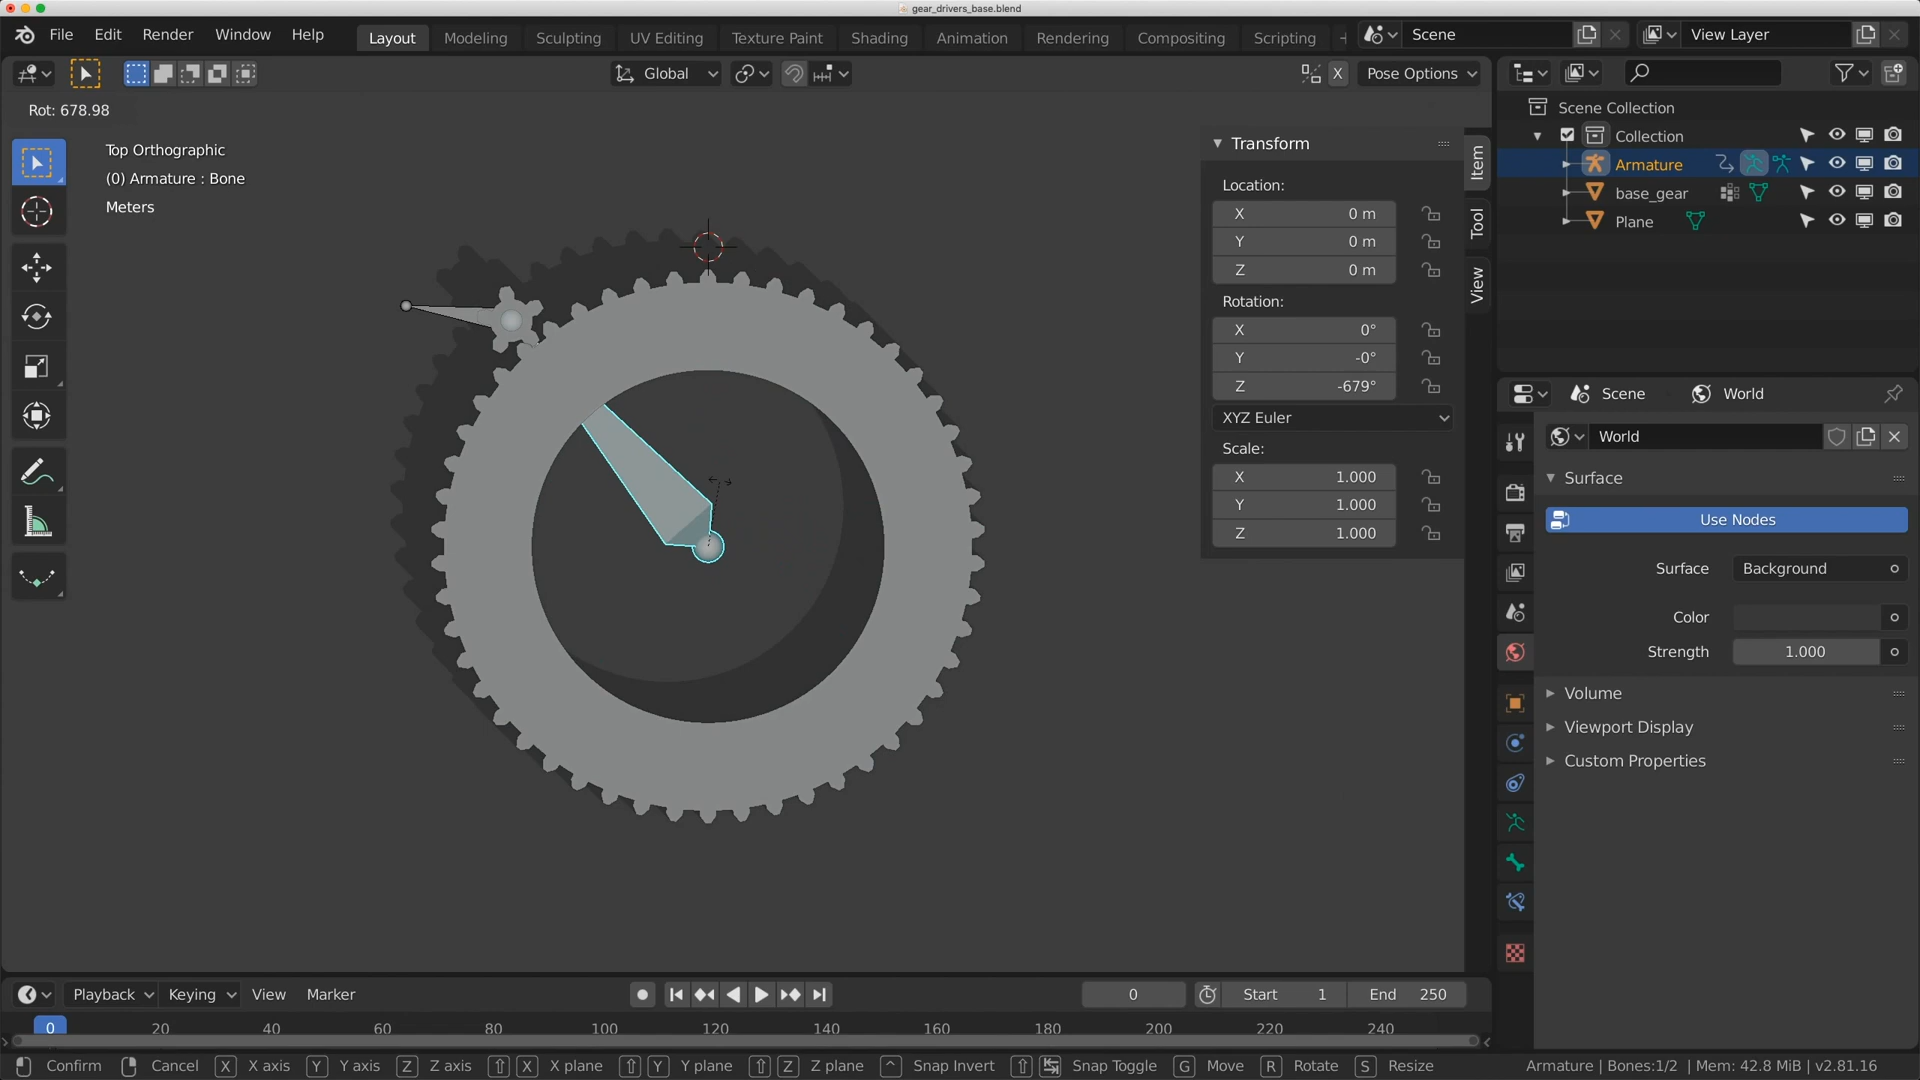 gear_drivers_base.blend
File Edit Render Window Help Layout Modeling Sculpting UV Editing Texture Paint Shading Animation Rendering Compositing Scripting Scene View Layer
Global X Pose Options
Rot: 678.98
Scene Collection
Collection
Armature
base_gear
Plane
Top Orthographic
(0) Armature : Bone
Meters
Transform
Location:
X 0 m
Y 0 m
Z 0 m
Rotation:
X 0°
Y -0°
Z -679°
XYZ Euler
Scale:
X 1.000
Y 1.000
Z 1.000
Item
Tool
View
Scene World
World
Surface
Use Nodes
Surface Background
Color
Strength 1.000
Volume
Viewport Display
Custom Properties
Playback Keying View Marker 0 Start 1 End 250
0 20 40 60 80 100 120 140 160 180 200 220 240
Confirm Cancel X X axis Y Y axis Z Z axis X X plane Y Y plane Z Z plane ^ Snap Invert Snap Toggle G Move R Rotate S Resize Armature | Bones:1/2 | Mem: 42.8 MiB | v2.81.16